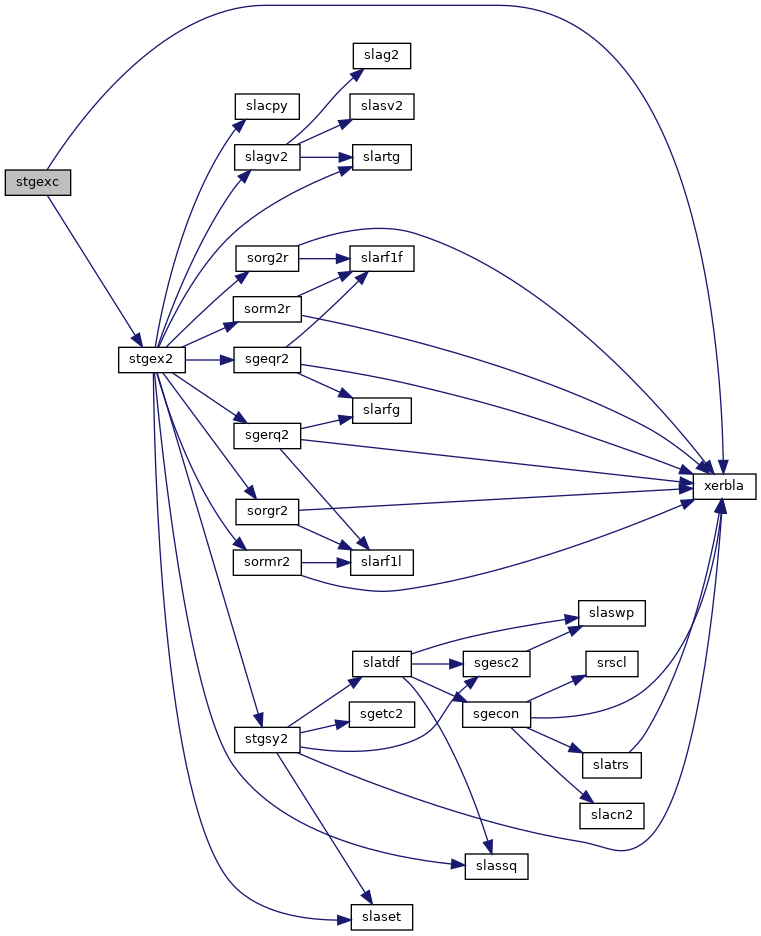 slag2
slacpy
slasv2
slagv2
slartg
stgexc
sorg2r
slarf1f
sorm2r
stgex2
sgeqr2
slarfg
sgerq2
xerbla
sorgr2
sormr2
slarf1l
slaswp
slatdf
sgesc2
srscl
sgetc2
sgecon
stgsy2
slatrs
slacn2
slassq
slaset